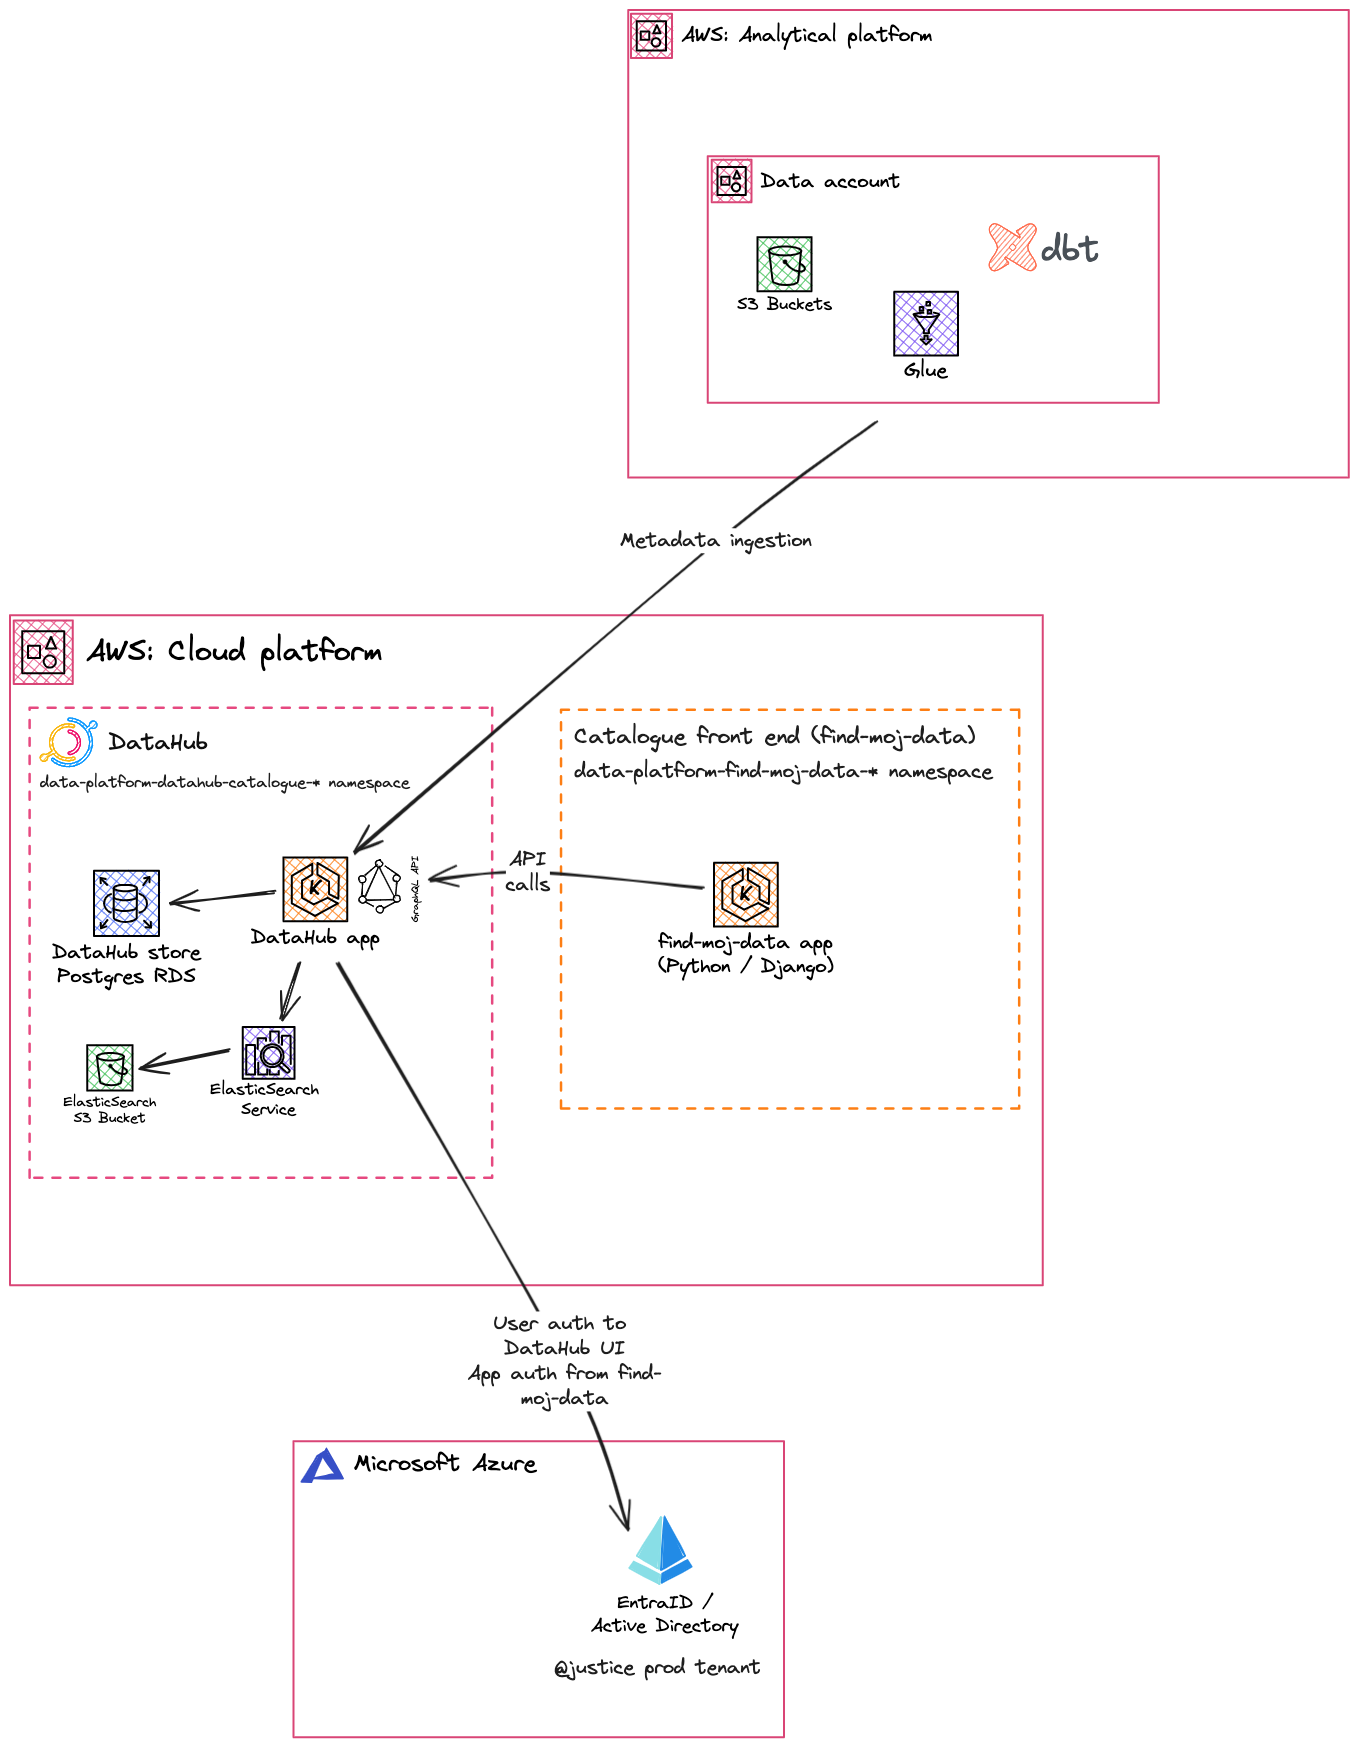 AWS: Analytical platform
Data account
dbt
S3 Buckets
Glue
Metadata ingestion
AWS: Cloud platform
DataHub
data-platform-datahub-catalogue-* namespace
Catalogue front end (find-moj-data)
data-platform-find-moj-data-* namespace
API
calls
GraphQL API
K
K
DataHub store
Postgres RDS
DataHub app
find-moj-data app
(Python / Django)
ElasticSearch
Service
ElasticSearch
S3 Bucket
User auth to
DataHub UI
App auth from find-
moj-data
Microsoft Azure
EntraID /
Active Directory
@justice prod tenant